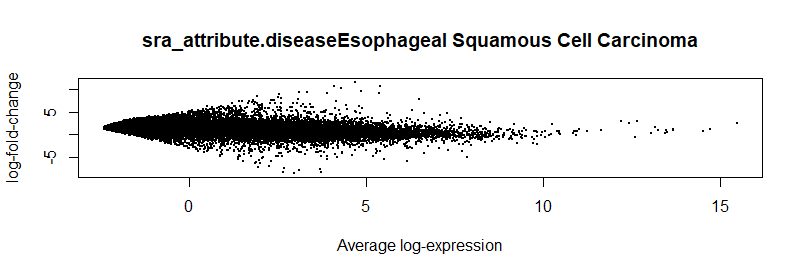 sra_attribute.diseaseEsophageal Squamous Cell Carcinoma
log-fold-change
5
-5
0 5 10 15
Average log-expression